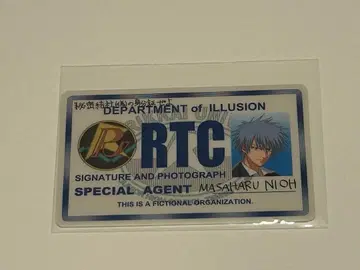 DEPARTMENT of ILLUSION
RTC
SIGNATURE AND PHOTOGRAPH
SPECIAL AGENT MASAHARU NIOH
THIS IS A FICTIONAL ORGANIZATION.